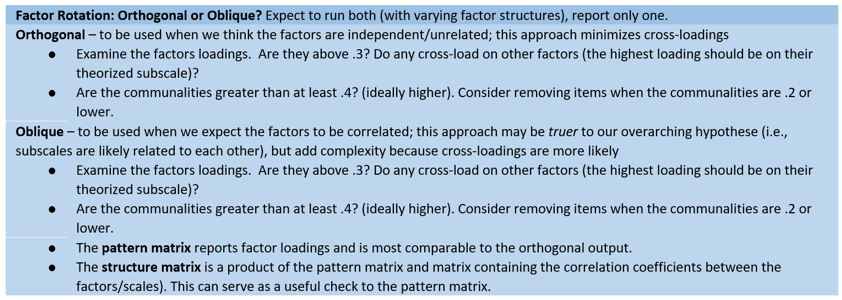 Factor Rotation: Orthogonal or Oblique? Expect to run both (with varying factor structures), report only one.
Orthogonal – to be used when we think the factors are independent/unrelated; this approach minimizes cross-loadings
● Examine the factors loadings.  Are they above .3? Do any cross-load on other factors (the highest loading should be on their
theorized subscale)?
● Are the communalities greater than at least .4? (ideally higher). Consider removing items when the communalities are .2 or
lower.
Oblique – to be used when we expect the factors to be correlated; this approach may be truer to our overarching hypothese (i.e.,
subscales are likely related to each other), but add complexity because cross-loadings are more likely
● Examine the factors loadings.  Are they above .3? Do any cross-load on other factors (the highest loading should be on their
theorized subscale)?
● Are the communalities greater than at least .4? (ideally higher). Consider removing items when the communalities are .2 or
lower.
● The pattern matrix reports factor loadings and is most comparable to the orthogonal output.
● The structure matrix is a product of the pattern matrix and matrix containing the correlation coefficients between the
factors/scales). This can serve as a useful check to the pattern matrix.